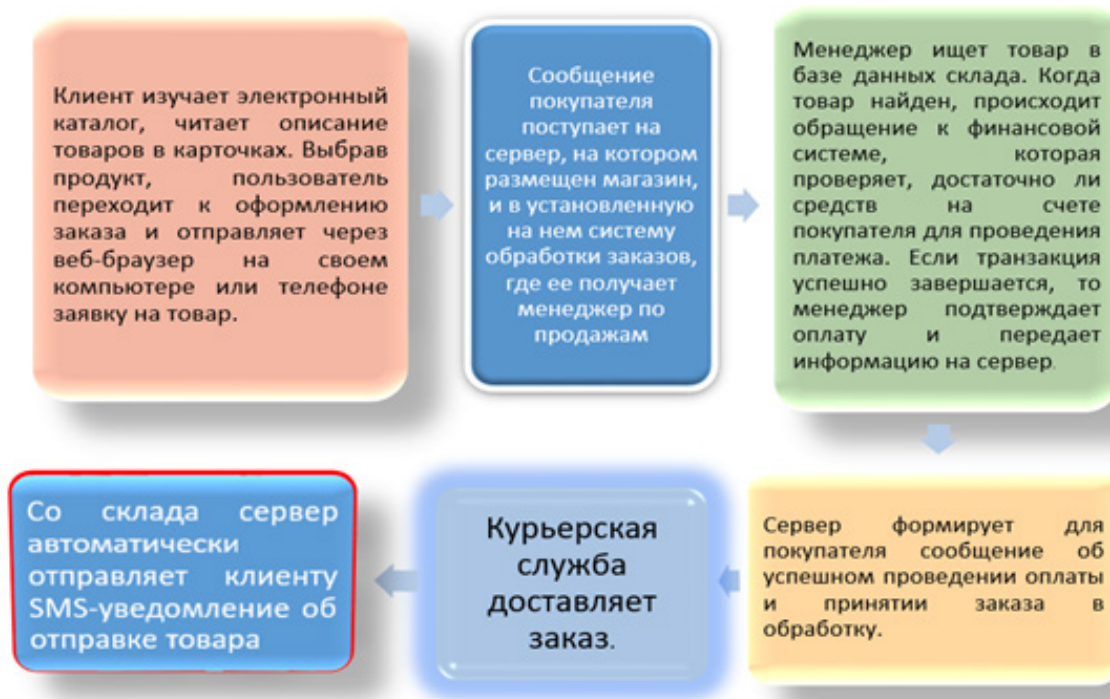 Клиент изучает электронный
каталог, читает описание
товаров в карточках. Выбрав
продукт, пользователь
переходит к оформлению
заказа и отправляет через
веб-браузер на своем
компьютере или телефоне
заявку на товар.
Сообщение
покупателя
поступает на
сервер, на котором
размещен магазин,
и в установленную
на нем систему
обработки заказов,
где ее получает
менеджер по
продажам
Менеджер ищет товар в
базе данных склада. Когда
товар найден, происходит
обращение к финансовой
системе, которая
проверяет, достаточно ли
средств на счете
покупателя для проведения
платежа. Если транзакция
успешно завершается, то
менеджер подтверждает
оплату и передает
информацию на сервер.
Со склада сервер
автоматически
отправляет клиенту
SMS-уведомление об
отправке товара
Курьерская
служба
доставляет
заказ.
Сервер формирует для
покупателя сообщение об
успешном проведении оплаты
и принятии заказа в
обработку.